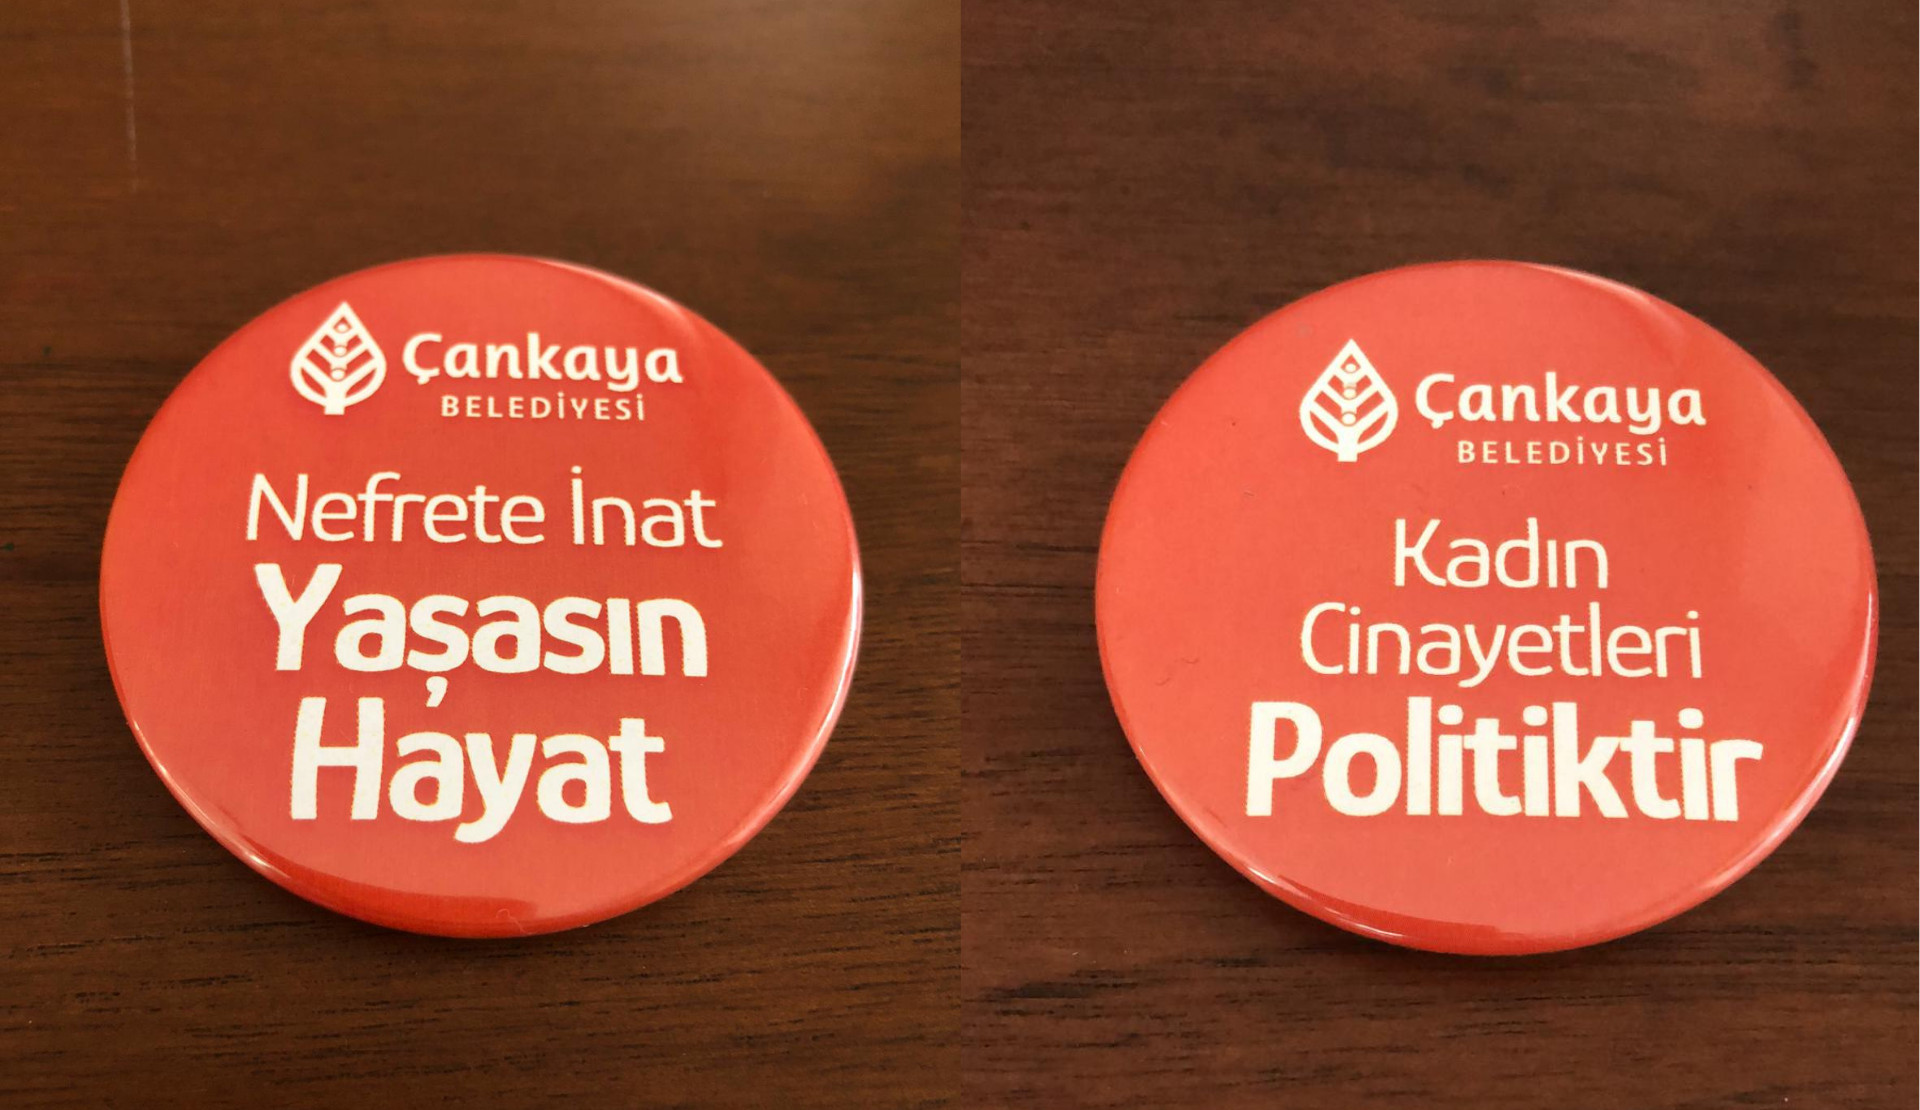 Çankaya
BELEDİYESİ
Nefrete İnat
Yaşasın
Hayat
Çankaya
BELEDİYESİ
Kadın
Cinayetleri
Politiktir